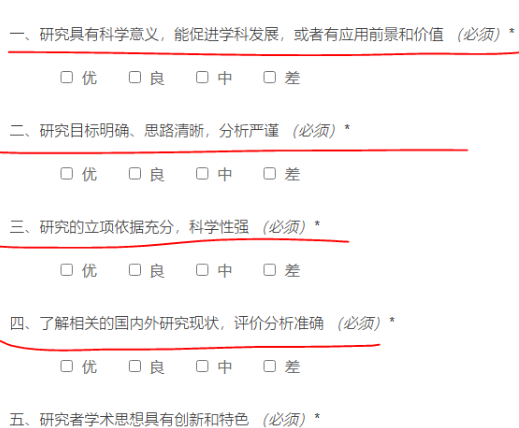 一、研究具有科学意义，能促进学科发展，或者有应用前景和价值 （必须）*
优 良 中 差
二、研究目标明确、思路清晰，分析严谨 （必须）*
优 良 中 差
三、研究的立项依据充分，科学性强 （必须）*
优 良 中 差
四、了解相关的国内外研究现状，评价分析准确 （必须）*
优 良 中 差
五、研究者学术思想具有创新和特色 （必须）*